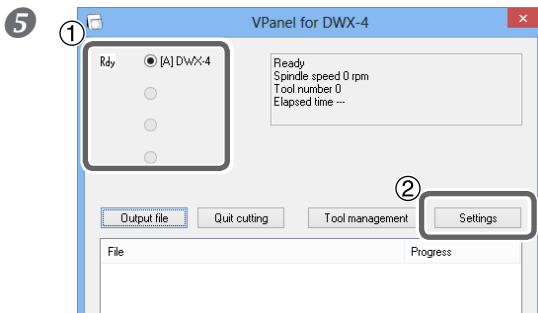 5
① VPanel for DWX-4
Rdy [A] DWX-4
Ready
Spindle speed 0 rpm
Tool number 0
Elapsed time ---
②
Output file Quit cutting Tool management Settings
File Progress